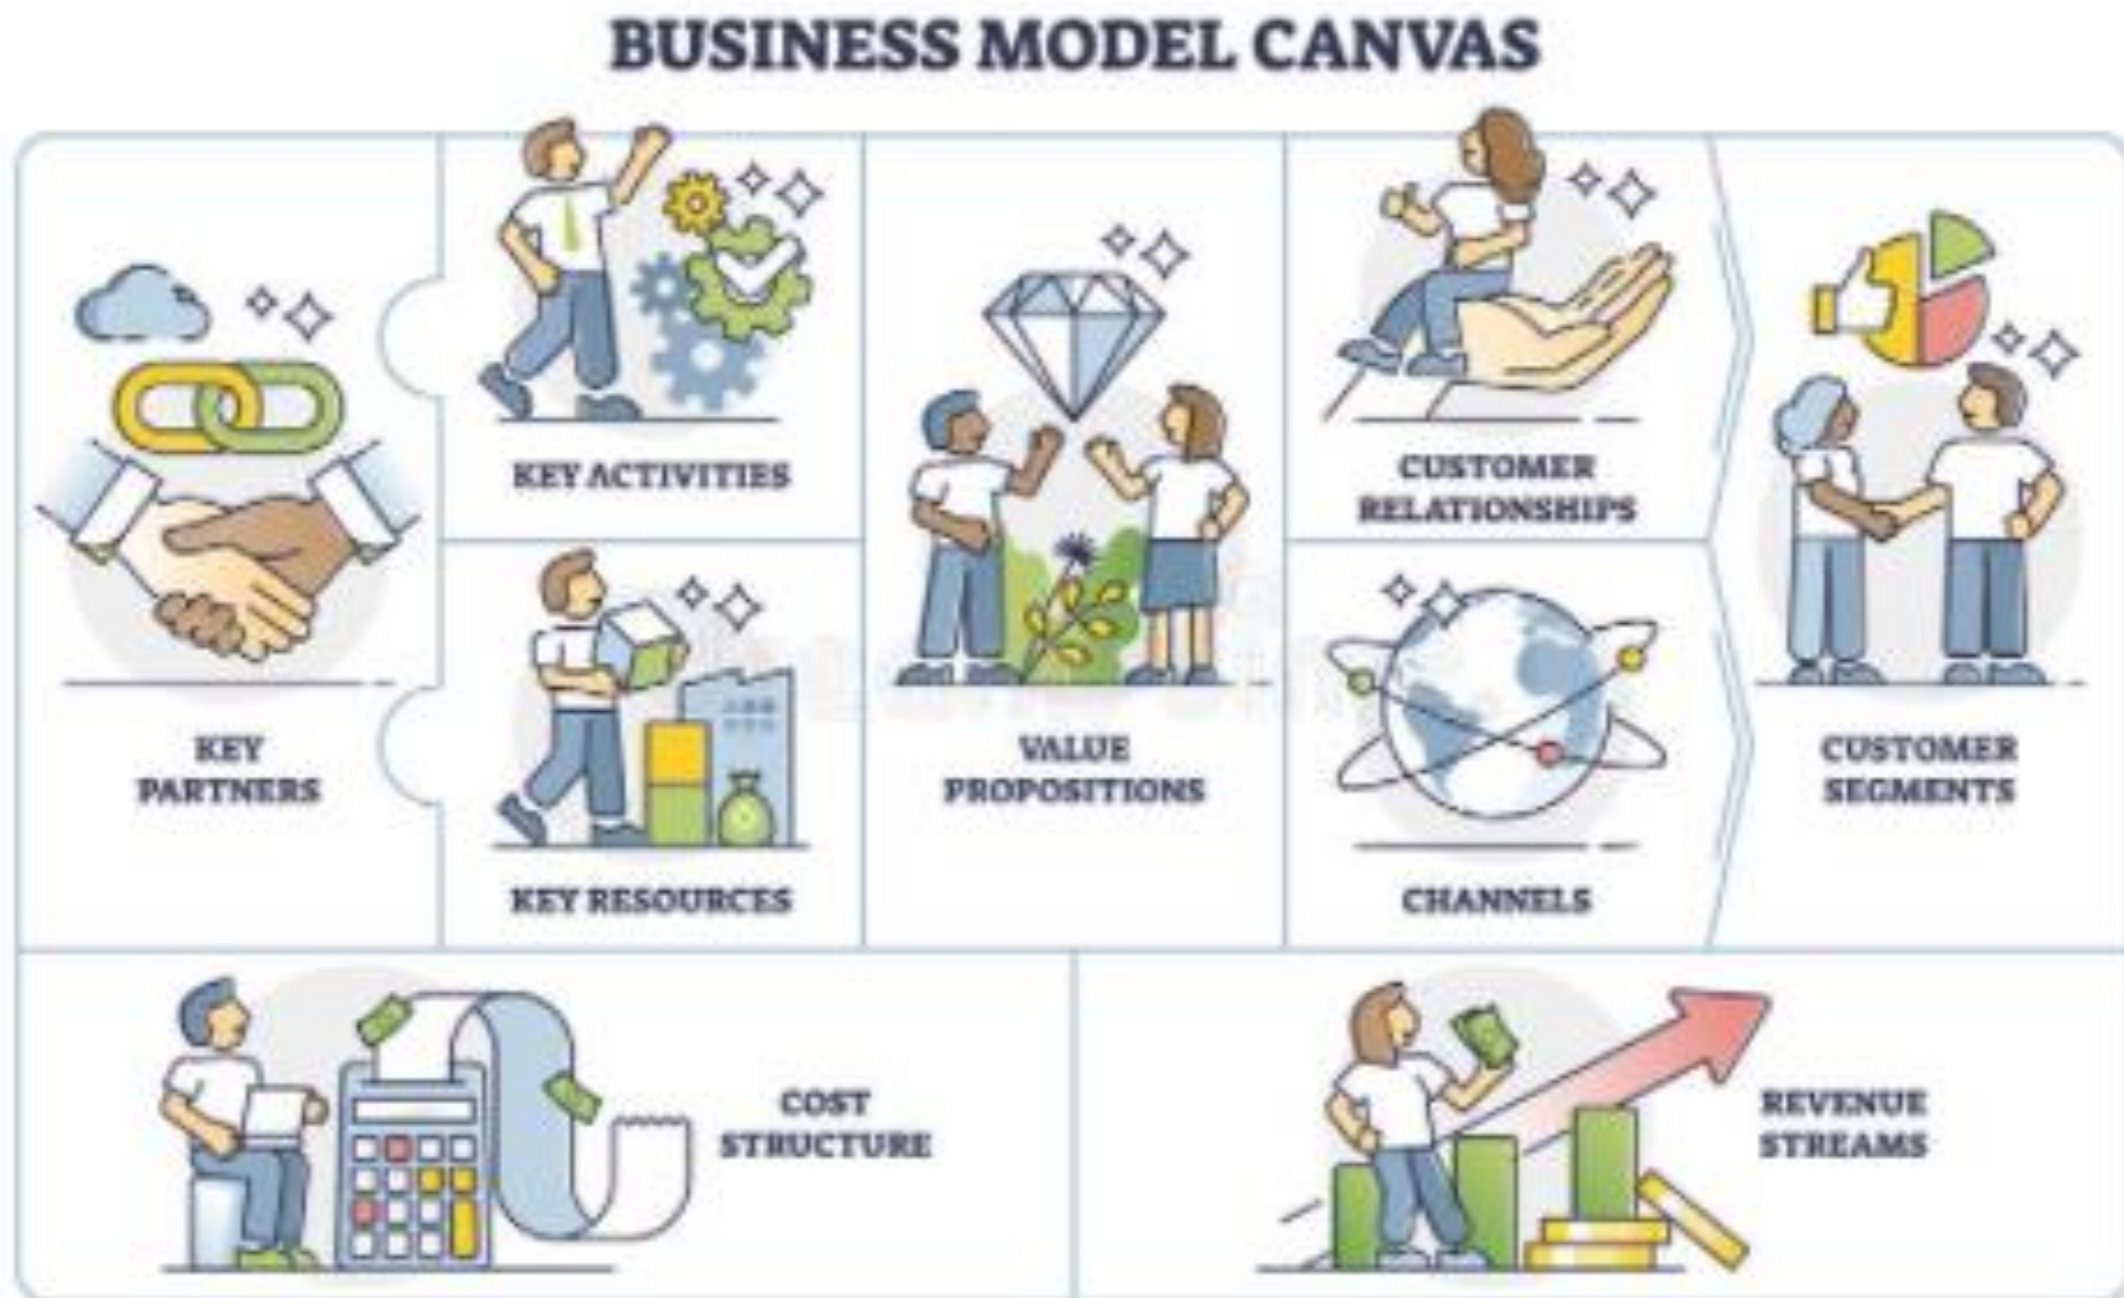 BUSINESS MODEL CANVAS
KEY
PARTNERS
KEY ACTIVITIES
KEY RESOURCES
VALUE
PROPOSITIONS
CUSTOMER
RELATIONSHIPS
CHANNELS
CUSTOMER
SEGMENTS
COST
STRUCTURE
REVENUE
STREAMS